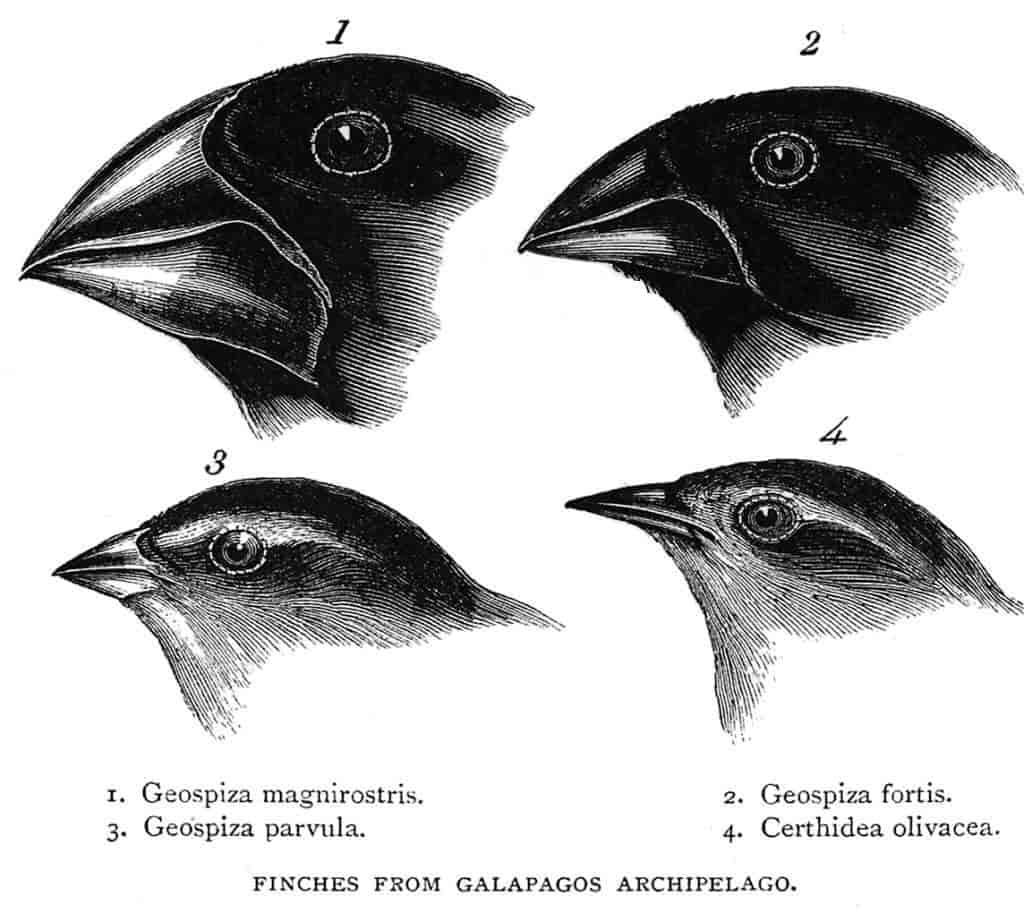 1
2
3
4
1. Geospiza magnirostris.
2. Geospiza fortis.
3. Geospiza parvula.
4. Certhidea olivacea.
FINCHES FROM GALAPAGOS ARCHIPELAGO.